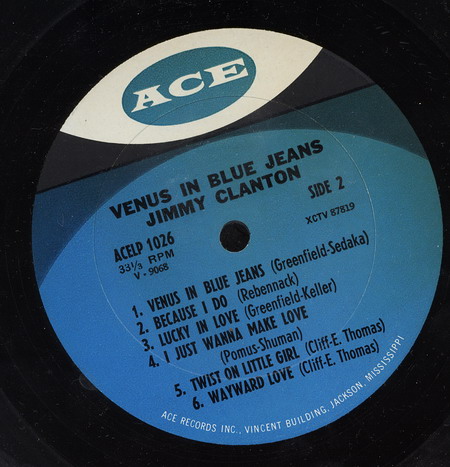 ACE
VENUS IN BLUE JEANS
JIMMY CLANTON
SIDE 2
ACELP 1026
33⅓ RPM
V-9068
XCTV 87819
1. VENUS IN BLUE JEANS (Greenfield-Sedaka)
2. BECAUSE I DO (Rebennack)
3. LUCKY IN LOVE (Greenfield-Keller)
4. I JUST WANNA MAKE LOVE
(Pomus-Shuman)
5. TWIST ON LITTLE GIRL (Cliff-E. Thomas)
6. WAYWARD LOVE (Cliff-E. Thomas)
ACE RECORDS INC., VINCENT BUILDING, JACKSON, MISSISSIPPI